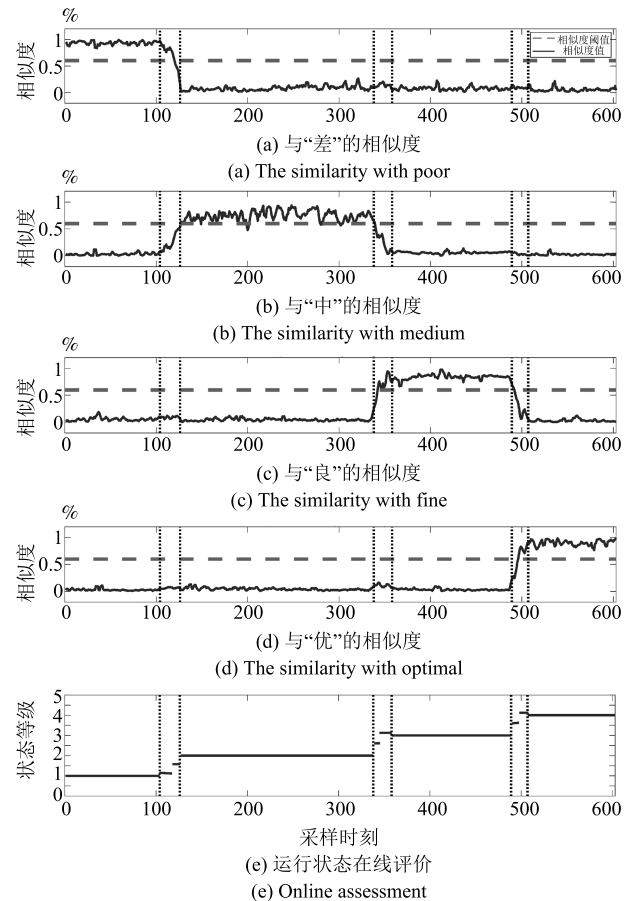 %
相似度
1
0.5
0
相似度阈值
相似度值
0 100 200 300 400 500 600
(a) 与“差”的相似度
(a) The similarity with poor
%
相似度
1
0.5
0
0 100 200 300 400 500 600
(b) 与“中”的相似度
(b) The similarity with medium
%
相似度
1
0.5
0
0 100 200 300 400 500 600
(c) 与“良”的相似度
(c) The similarity with fine
%
相似度
1
0.5
0
0 100 200 300 400 500 600
(d) 与“优”的相似度
(d) The similarity with optimal
状态等级
5
4
3
2
1
0
0 100 200 300 400 500 600
采样时刻
(e) 运行状态在线评价
(e) Online assessment